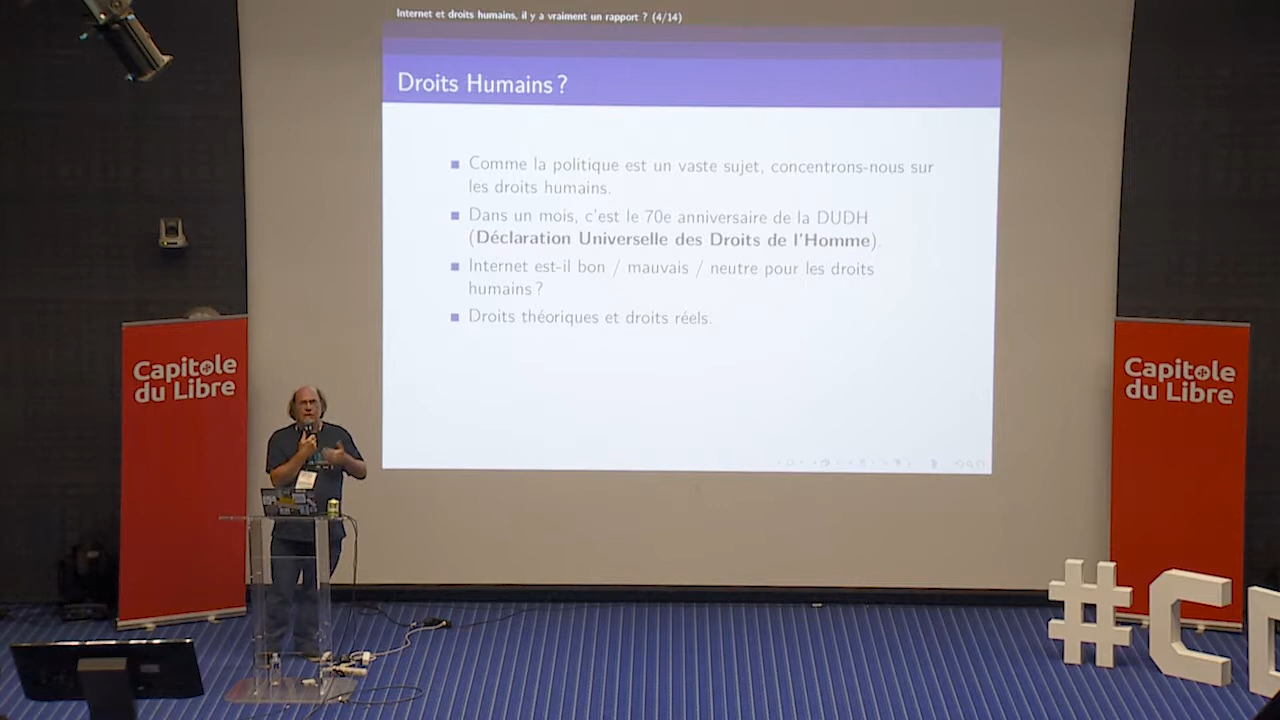 Internet et droits humains, il y a vraiment un rapport ? (4/14)
Droits Humains ?
Comme la politique est un vaste sujet, concentrons-nous sur
les droits humains.
Dans un mois, c'est le 70e anniversaire de la DUDH
(Déclaration Universelle des Droits de l'Homme).
Internet est-il bon / mauvais / neutre pour les droits
humains ?
Droits théoriques et droits réels.
Capitole
du Libre
Capitole
du Libre
#C